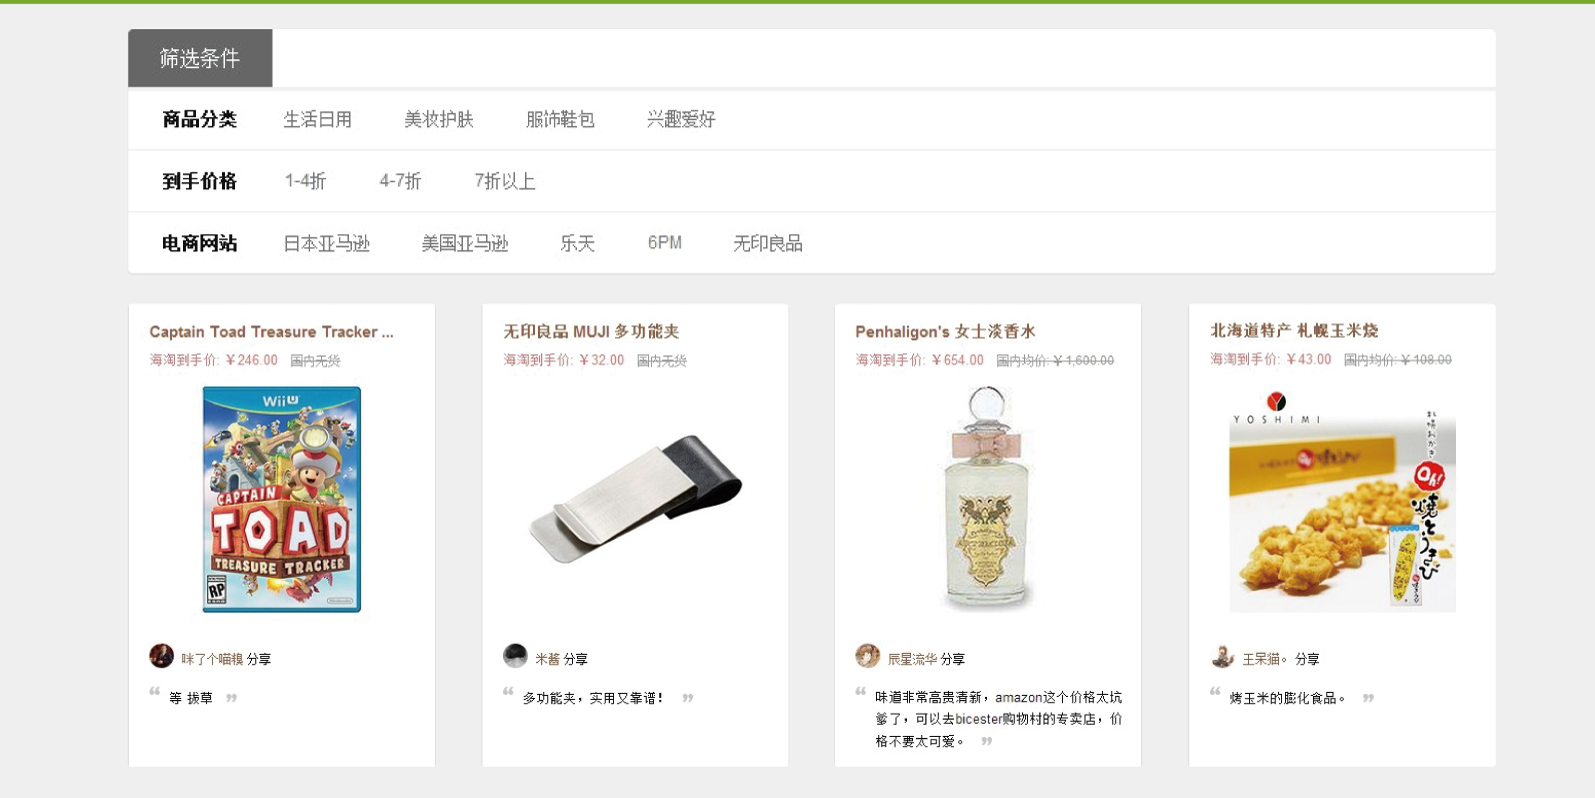 筛选条件
商品分类 生活日用 美妆护肤 服饰鞋包 兴趣爱好
到手价格 1-4折 4-7折 7折以上
电商网站 日本亚马逊 美国亚马逊 乐天 6PM 无印良品
Captain Toad Treasure Tracker ...
海淘到手价: ￥246.00 国内无货
WiiU
CAPTAIN
TOAD
TREASURE TRACKER
RP
咪了个喵糗 分享
“ 等 拔草 ”
无印良品 MUJI 多功能夹
海淘到手价: ￥32.00 国内无货
米酱 分享
“ 多功能夹，实用又靠谱！ ”
Penhaligon's 女士淡香水
海淘到手价: ￥654.00 国内均价: ￥1,600.00
辰星流华 分享
“ 味道非常高贵清新，amazon这个价格太坑
爹了，可以去bicester购物村的专卖店，价
格不要太可爱。 ”
北海道特产 札幌玉米烧
海淘到手价: ￥43.00 国内均价: ￥108.00
YOSHIMI
札幌おかき
Oh!
焼とうきび
王呆猫。 分享
“ 烤玉米的膨化食品。 ”